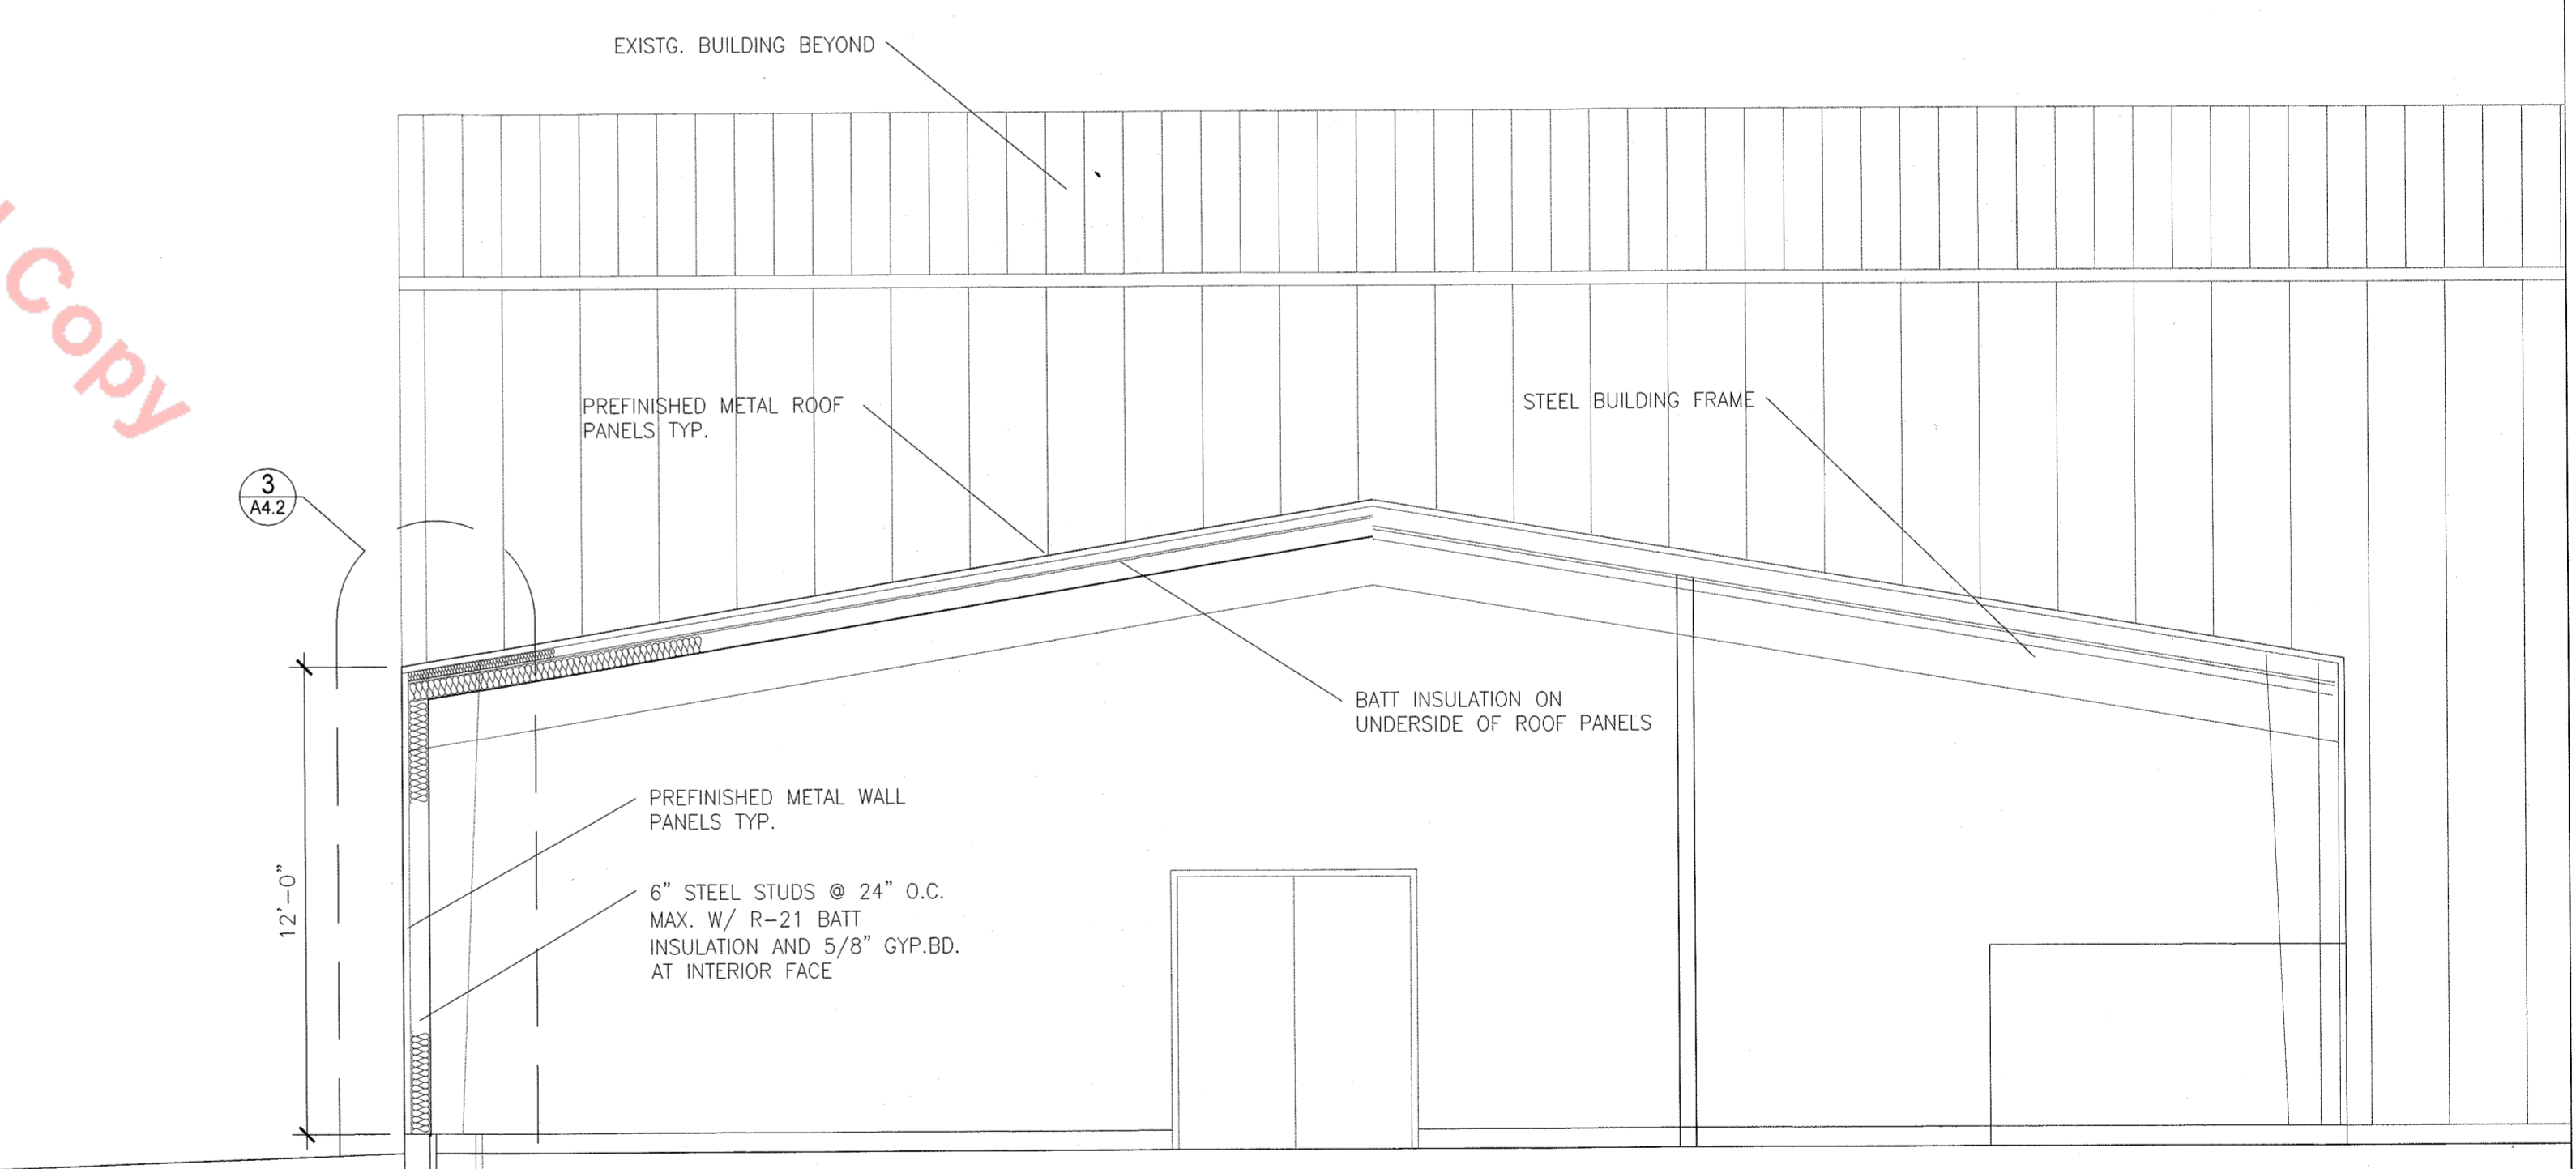 EXISTG. BUILDING BEYOND
Copy
PREFINISHED METAL ROOF
PANELS TYP.
STEEL BUILDING FRAME
3
A4.2
BATT INSULATION ON
UNDERSIDE OF ROOF PANELS
PREFINISHED METAL WALL
PANELS TYP.
12'-0"
6" STEEL STUDS @ 24" O.C.
MAX. W/ R-21 BATT
INSULATION AND 5/8" GYP.BD.
AT INTERIOR FACE